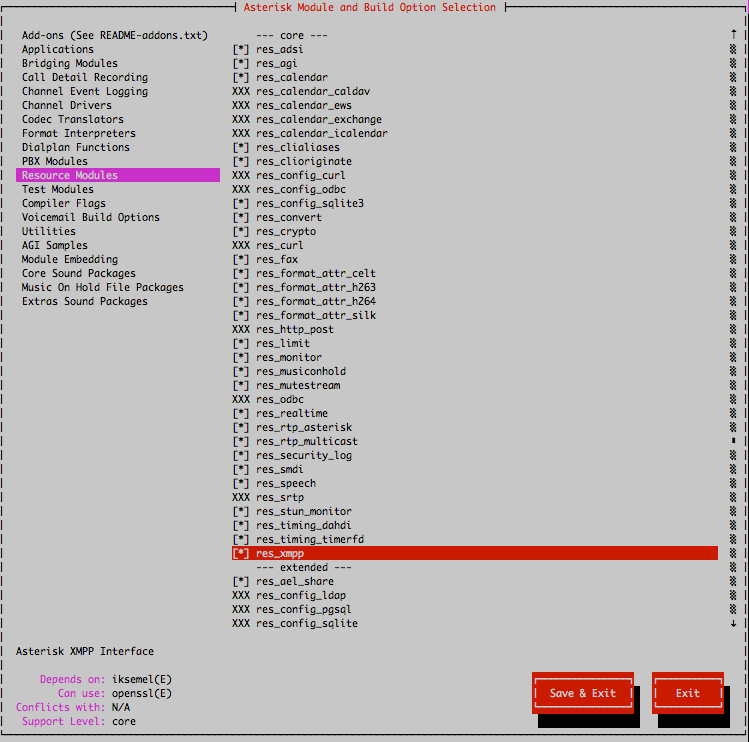 Asterisk Module and Build Option Selection
Add-ons (See README-addons.txt)
Applications
Bridging Modules
Call Detail Recording
Channel Event Logging
Channel Drivers
Codec Translators
Format Interpreters
Dialplan Functions
PBX Modules
Resource Modules
Test Modules
Compiler Flags
Voicemail Build Options
Utilities
AGI Samples
Module Embedding
Core Sound Packages
Music On Hold File Packages
Extras Sound Packages
--- core ---
[*] res_adsi
[*] res_agi
[*] res_calendar
XXX res_calendar_caldav
XXX res_calendar_ews
XXX res_calendar_exchange
XXX res_calendar_icalendar
[*] res_clialiases
[*] res_clioriginate
XXX res_config_curl
XXX res_config_odbc
[*] res_config_sqlite3
[*] res_convert
[*] res_crypto
XXX res_curl
[*] res_fax
[*] res_format_attr_celt
[*] res_format_attr_h263
[*] res_format_attr_h264
[*] res_format_attr_silk
XXX res_http_post
[*] res_limit
[*] res_monitor
[*] res_musiconhold
[*] res_mutestream
XXX res_odbc
[*] res_realtime
[*] res_rtp_asterisk
[*] res_rtp_multicast
[*] res_security_log
[*] res_smdi
[*] res_speech
XXX res_srtp
[*] res_stun_monitor
[*] res_timing_dahdi
[*] res_timing_timerfd
[*] res_xmpp
--- extended ---
[*] res_ael_share
XXX res_config_ldap
XXX res_config_pgsql
XXX res_config_sqlite
Asterisk XMPP Interface
Depends on: iksemel(E)
Can use: openssl(E)
Conflicts with: N/A
Support Level: core
Save & Exit
Exit